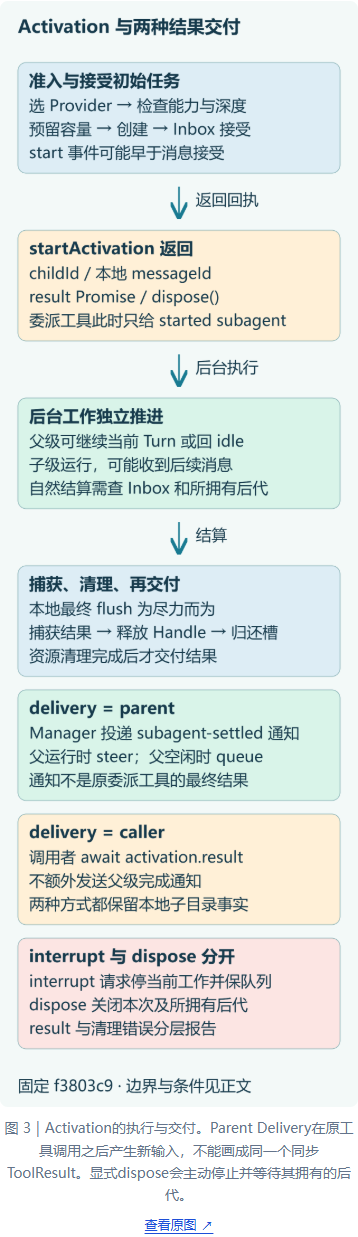 Activation 与两种结果交付
准入与接受初始任务
选 Provider → 检查能力与深度
预留容量 → 创建 → Inbox 接受
start 事件可能早于消息接受
返回回执
startActivation 返回
childId / 本地 messageId
result Promise / dispose()
委派工具此时只给 started subagent
后台执行
后台工作独立推进
父级可继续当前 Turn 或回 idle
子级运行，可能收到后续消息
自然结算需查 Inbox 和所拥有后代
结算
捕获、清理、再交付
本地最终 flush 为尽力而为
捕获结果 → 释放 Handle → 归还槽
资源清理完成后才交付结果
delivery = parent
Manager 投递 subagent-settled 通知
父运行时 steer；父空闲时 queue
通知不是原委派工具的最终结果
delivery = caller
调用者 await activation.result
不额外发送父级完成通知
两种方式都保留本地子目录事实
interrupt 与 dispose 分开
interrupt 请求停当前工作并保队列
dispose 关闭本次及所拥有后代
result 与清理错误分层报告
固定 f3803c9 · 边界与条件见正文
图 3｜Activation的执行与交付。Parent Delivery在原工
具调用之后产生新输入，不能画成同一个同步
ToolResult。显式dispose会主动停止并等待其拥有的后
代。
查看原图 ↗